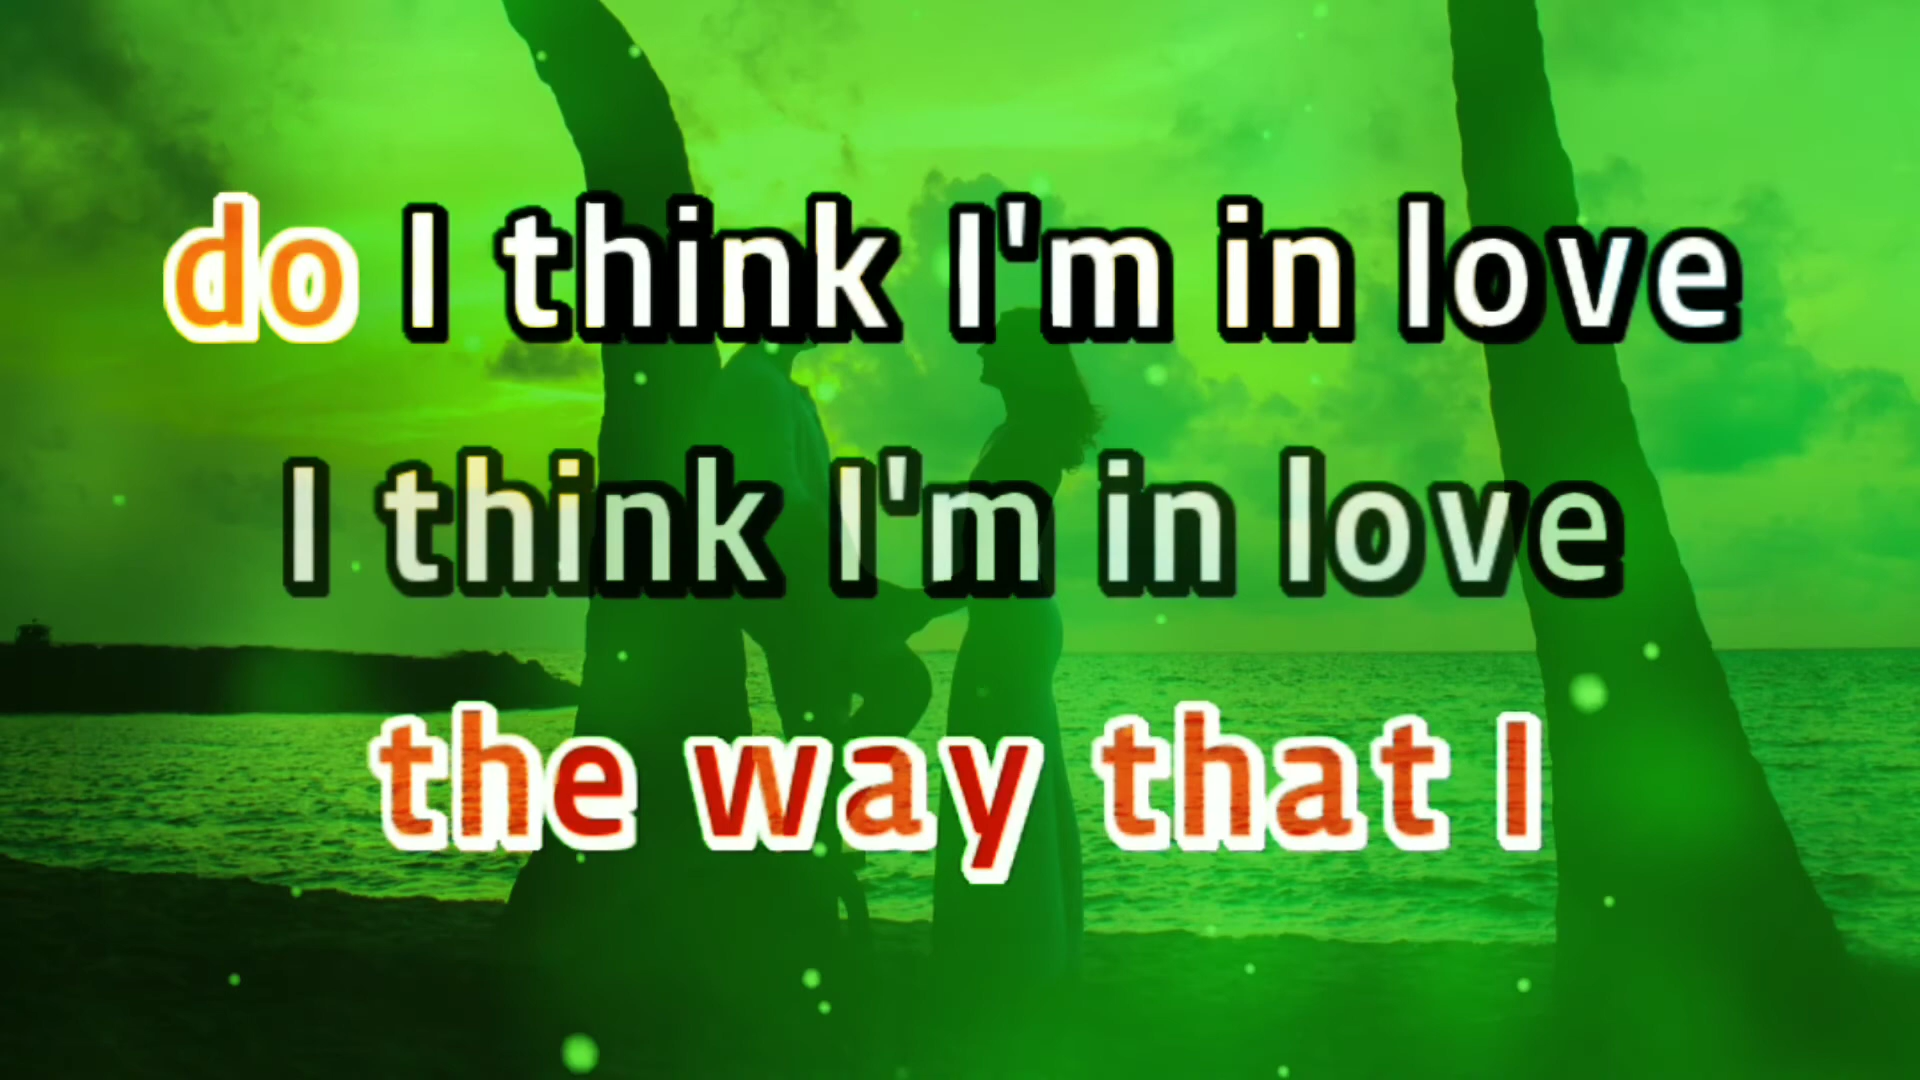 do I think I'm in love
I think I'm in love
the way that I